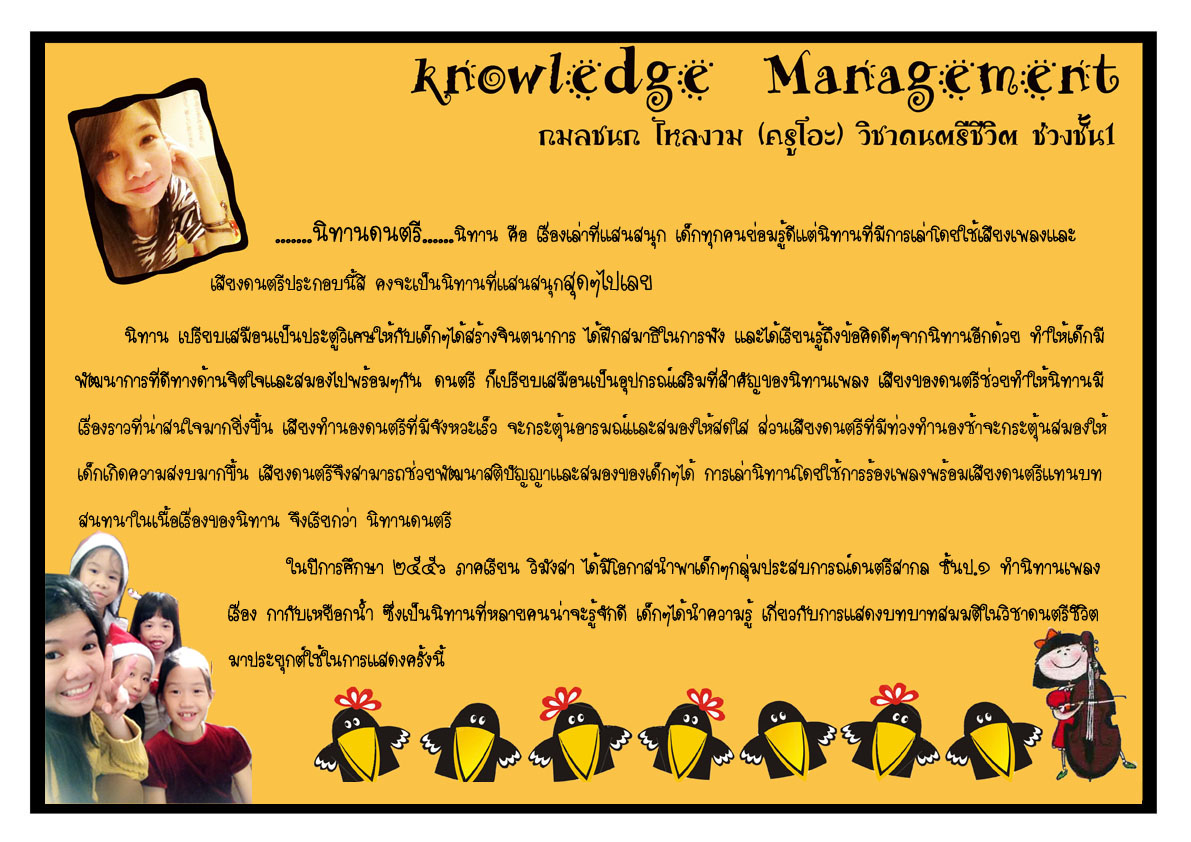 knowledge Management
กมลชนก โหลงาม (ครูโอะ) วิชาดนตรีชีวิต ช่วงชั้น1
.......นิทานดนตรี......นิทาน คือ เรื่องเล่าที่แสนสนุก เด็กทุกคนย่อมรู้ดีแต่นิทานที่มีการเล่าโดยใช้เสียงเพลงและ
เสียงดนตรีประกอบนี้สิ คงจะเป็นนิทานที่แสนสนุกสุดๆไปเลย
นิทาน เปรียบเสมือนเป็นประตูวิเศษให้กับเด็กๆได้สร้างจินตนาการ ได้ฝึกสมาธิในการฟัง และได้เรียนรู้ถึงข้อคิดดีๆจากนิทานอีกด้วย ทำให้เด็กมี
พัฒนาการที่ดีทางด้านจิตใจและสมองไปพร้อมๆกัน ดนตรี ก็เปรียบเสมือนเป็นอุปกรณ์เสริมที่สำคัญของนิทานเพลง เสียงของดนตรีช่วยทำให้นิทานมี
เรื่องราวที่น่าสนใจมากยิ่งขึ้น เสียงทำนองดนตรีที่มีจังหวะเร็ว จะกระตุ้นอารมณ์และสมองให้สดใส ส่วนเสียงดนตรีที่มีท่วงทำนองช้าจะกระตุ้นสมองให้
เด็กเกิดความสงบมากขึ้น เสียงดนตรีจึงสามารถช่วยพัฒนาสติปัญญาและสมองของเด็กๆได้ การเล่านิทานโดยใช้การร้องเพลงพร้อมเสียงดนตรีแทนบท
สนทนาในเนื้อเรื่องของนิทาน จึงเรียกว่า นิทานดนตรี
ในปีการศึกษา ๒๕๕๖ ภาคเรียน วิมังสา ได้มีโอกาสนำพาเด็กๆกลุ่มประสบการณ์ดนตรีสากล ชั้นป.๑ ทำนิทานเพลง
เรื่อง กากับเหยือกน้ำ ซึ่งเป็นนิทานที่หลายคนน่าจะรู้จักดี เด็กๆได้นำความรู้ เกี่ยวกับการแสดงบทบาทสมมติในวิชาดนตรีชีวิต
มาประยุกต์ใช้ในการแสดงครั้งนี้